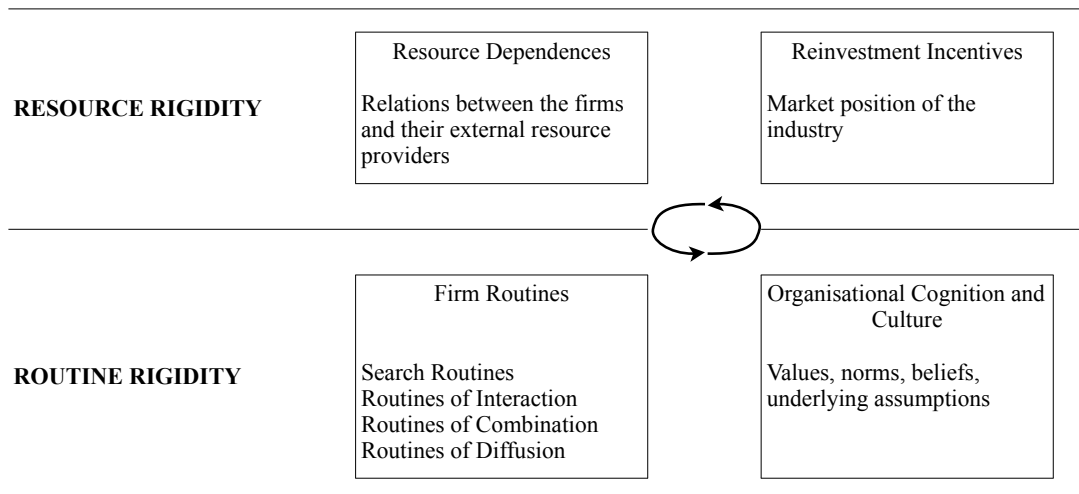 RESOURCE RIGIDITY
Resource Dependences
Relations between the firms
and their external resource
providers
Reinvestment Incentives
Market position of the
industry
ROUTINE RIGIDITY
Firm Routines
Search Routines
Routines of Interaction
Routines of Combination
Routines of Diffusion
Organisational Cognition and
Culture
Values, norms, beliefs,
underlying assumptions